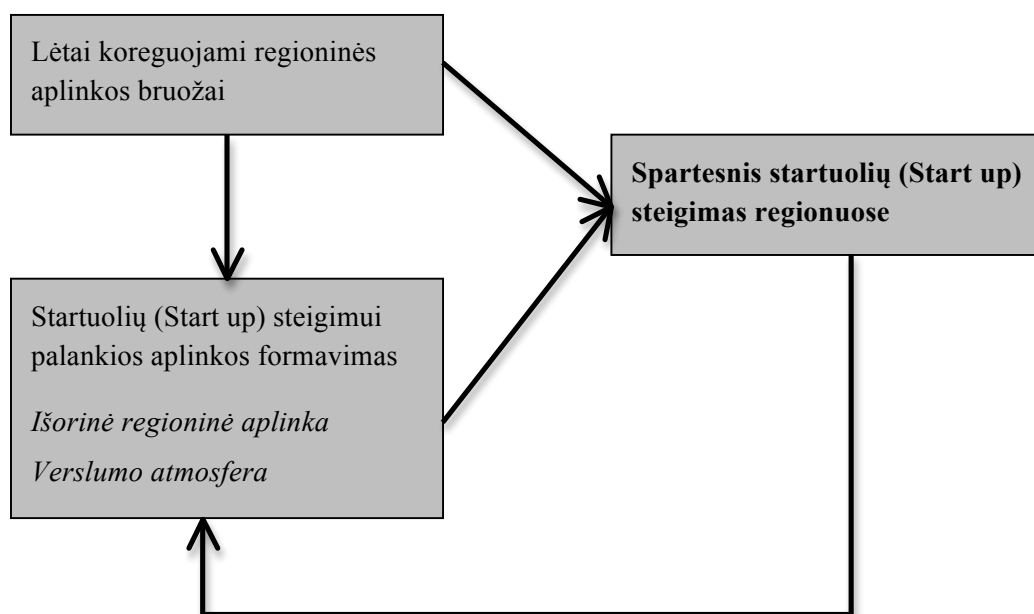 Lėtai koreguojami regioninės
aplinkos bruožai
Spartesnis startuolių (Start up)
steigimas regionuose
Startuolių (Start up) steigimui
palankios aplinkos formavimas
Išorinė regioninė aplinka
Verslumo atmosfera